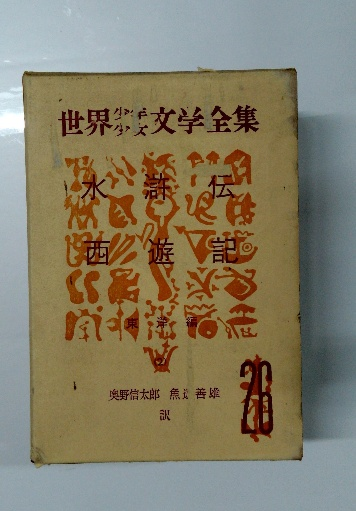 世界少年少女文学全集
水滸伝
西遊記
東洋編
奥野信太郎 魚返善雄
訳
26